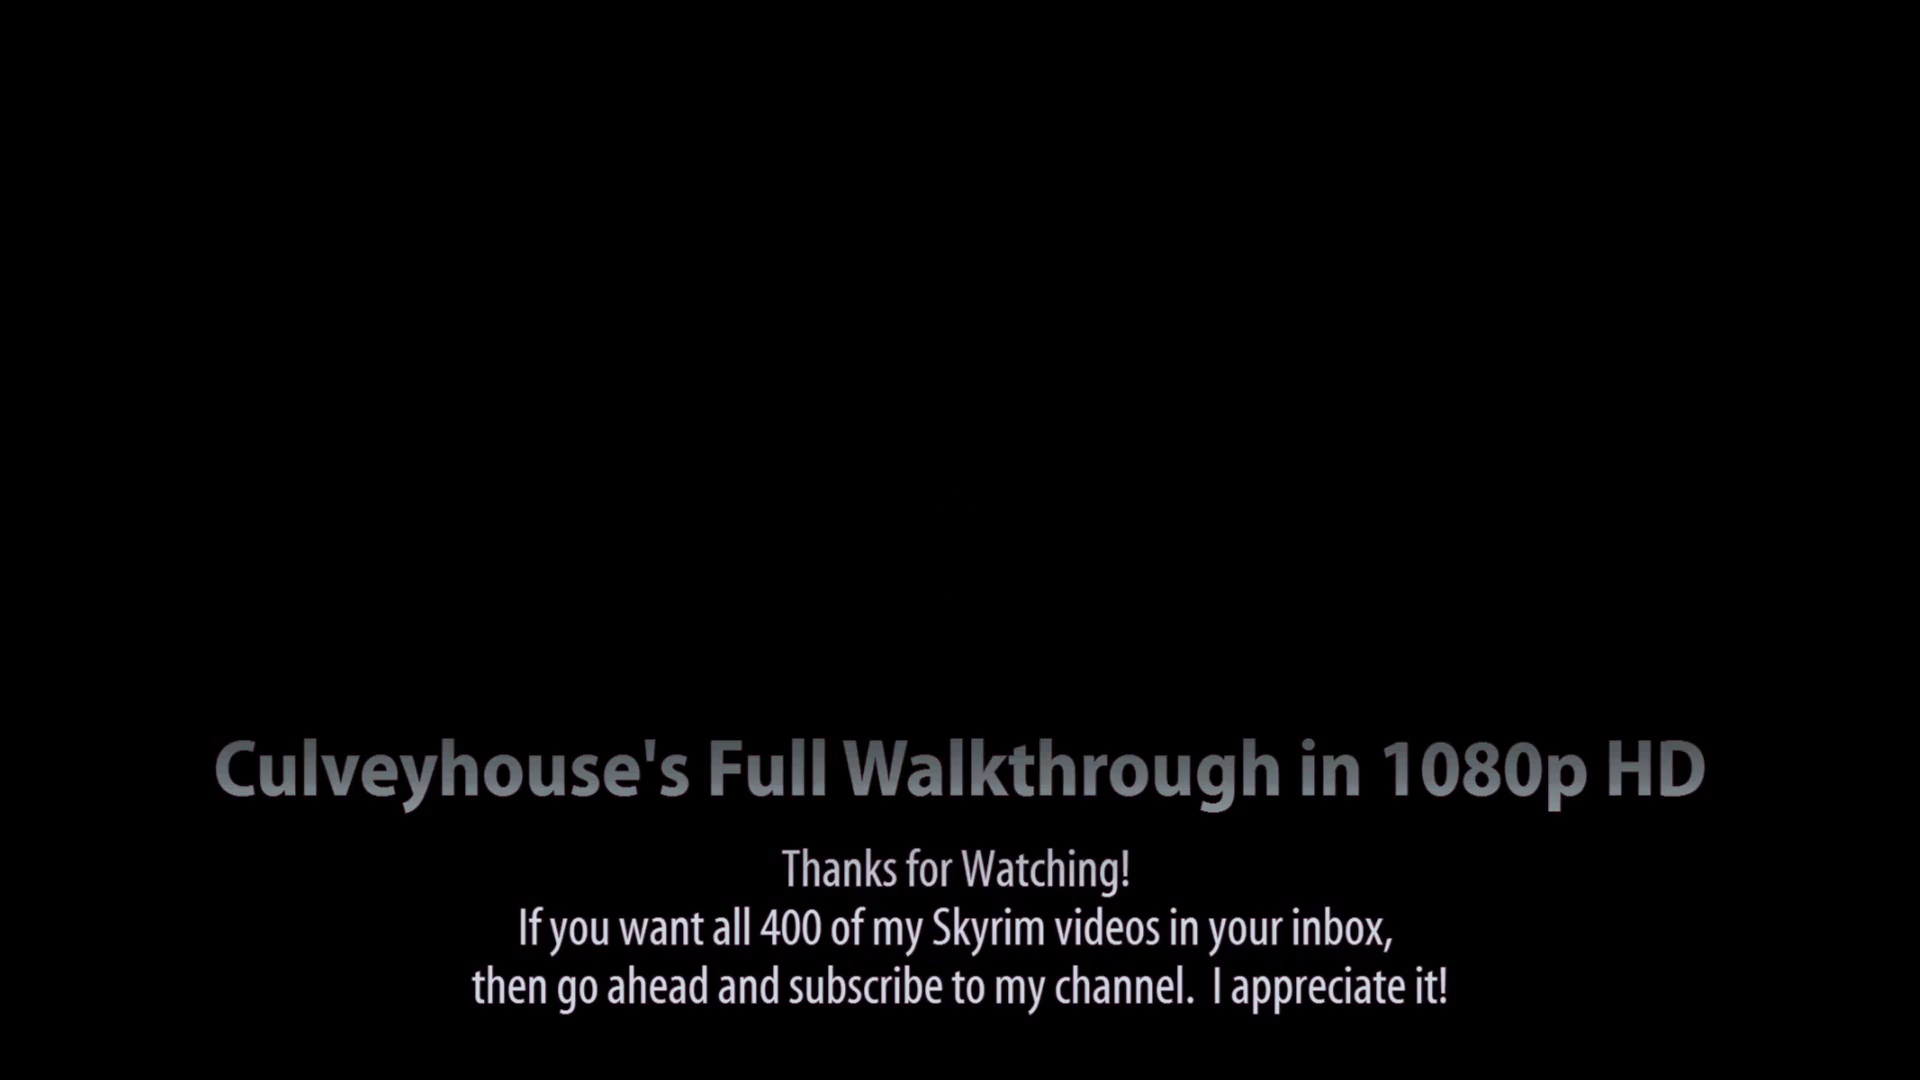 Culveyhouse's Full Walkthrough in 1080p HD
Thanks for Watching!
If you want all 400 of my Skyrim videos in your inbox,
then go ahead and subscribe to my channel.  I appreciate it!